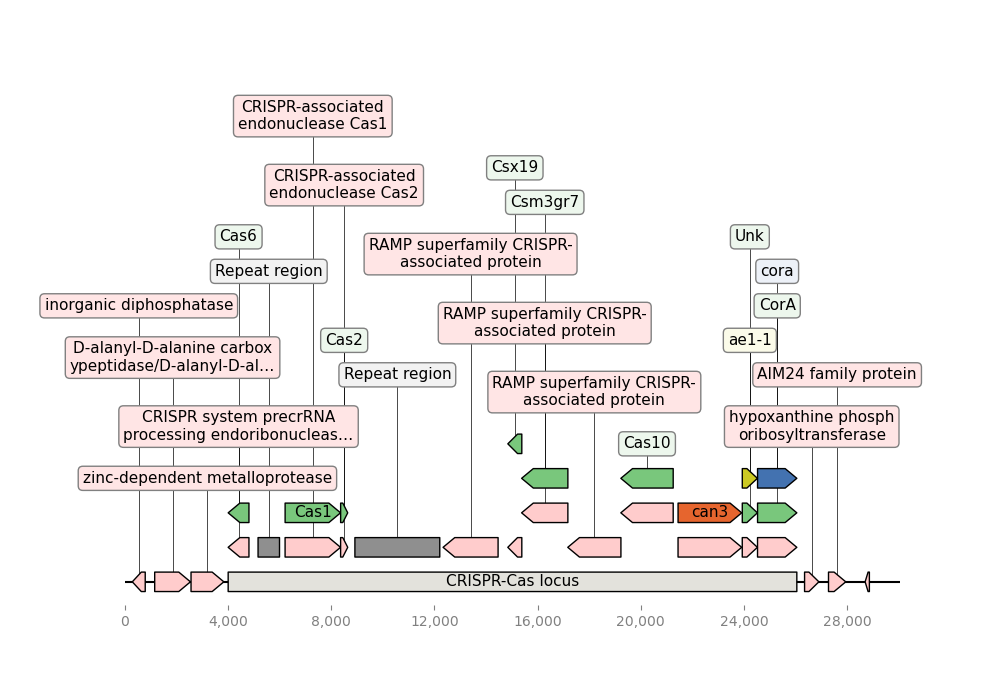 CRISPR-associated
endonuclease Cas1
Csx19
CRISPR-associated
endonuclease Cas2
Csm3gr7
Cas6
Unk
RAMP superfamily CRISPR-
associated protein
Repeat region
cora
inorganic diphosphatase
CorA
RAMP superfamily CRISPR-
associated protein
Cas2
ae1-1
D-alanyl-D-alanine carbox
ypeptidase/D-alanyl-D-al...
Repeat region
AIM24 family protein
RAMP superfamily CRISPR-
associated protein
CRISPR system precrRNA
processing endoribonucleas...
hypoxanthine phosph
oribosyltransferase
Cas10
zinc-dependent metalloprotease
Cas1
can3
CRISPR-Cas locus
0
4,000
8,000
12,000
16,000
20,000
24,000
28,000